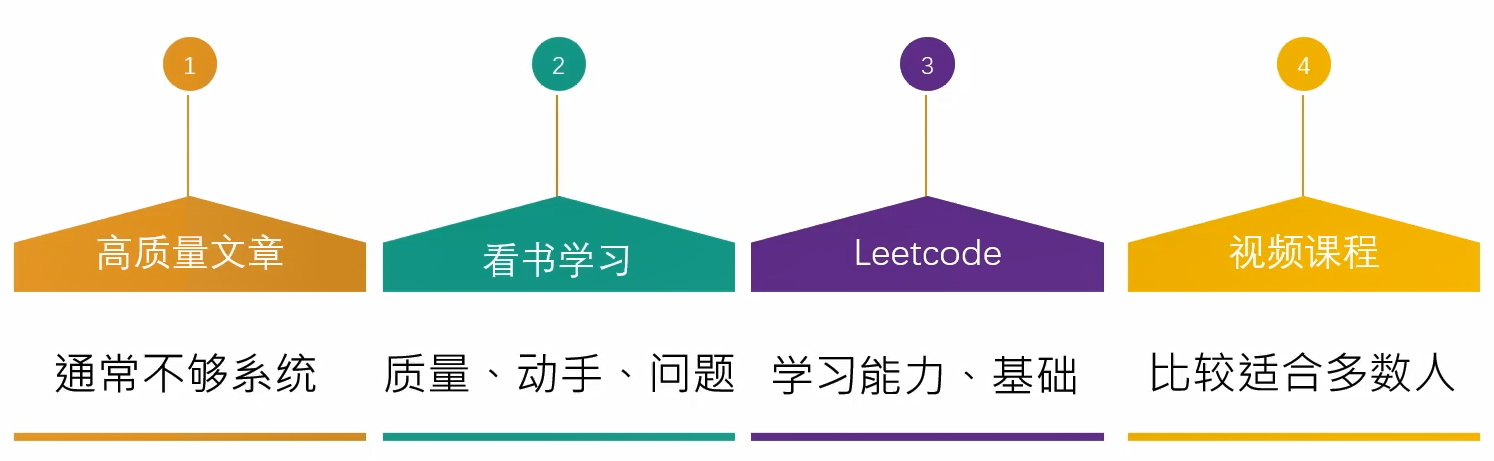 1
2
3
4
高质量文章
看书学习
Leetcode
视频课程
通常不够系统
质量、动手、问题
学习能力、基础
比较适合多数人